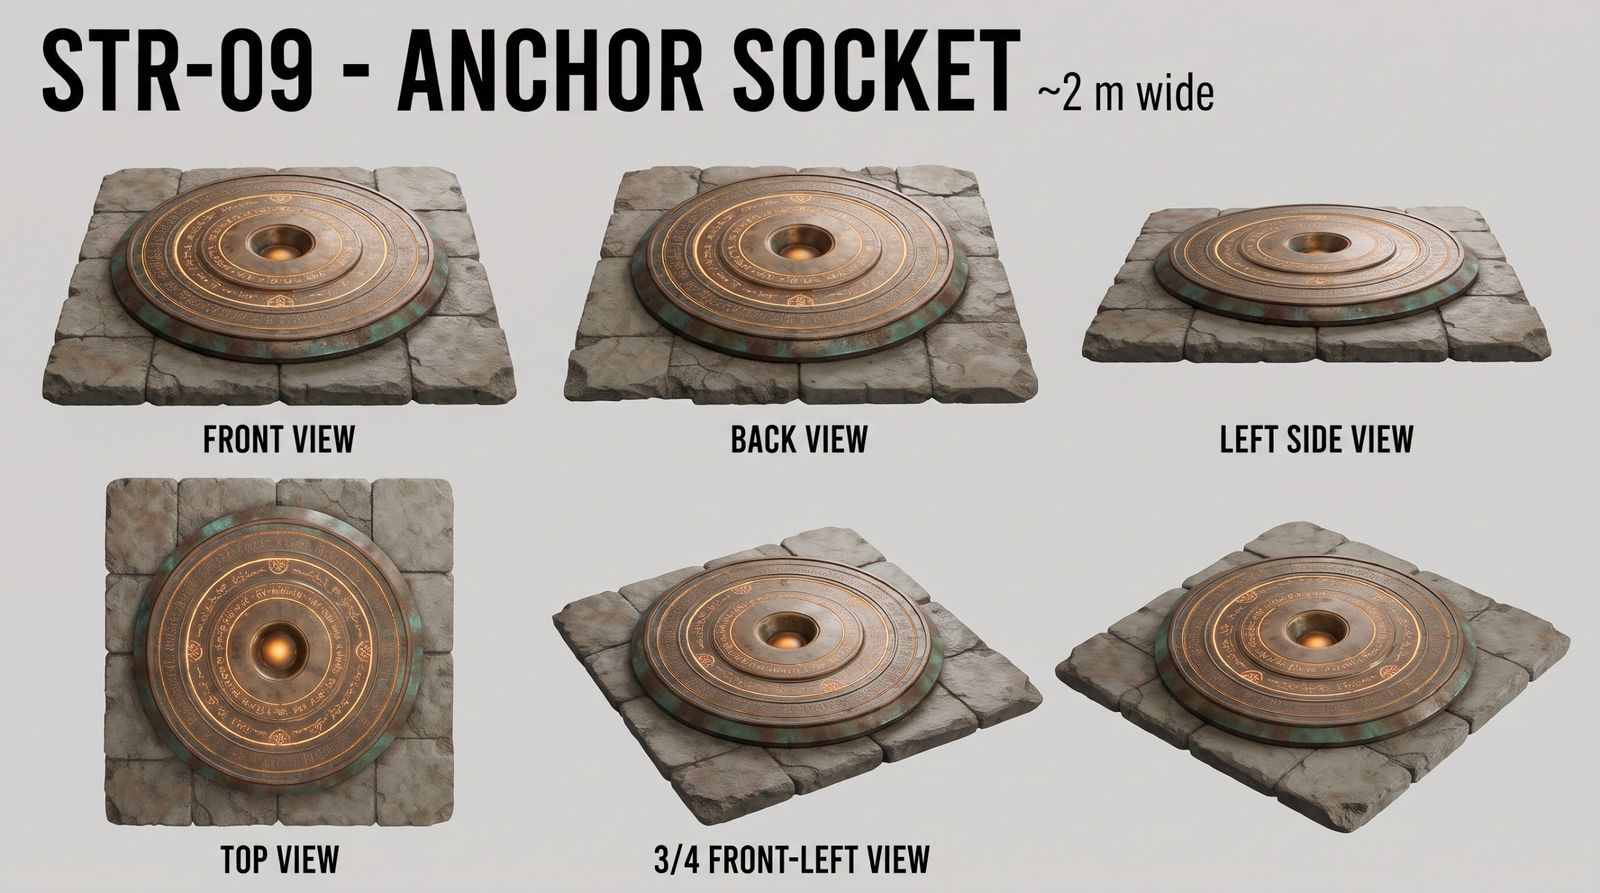 STR-09 - ANCHOR SOCKET ~2 m wide
FRONT VIEW
BACK VIEW
LEFT SIDE VIEW
TOP VIEW
3/4 FRONT-LEFT VIEW